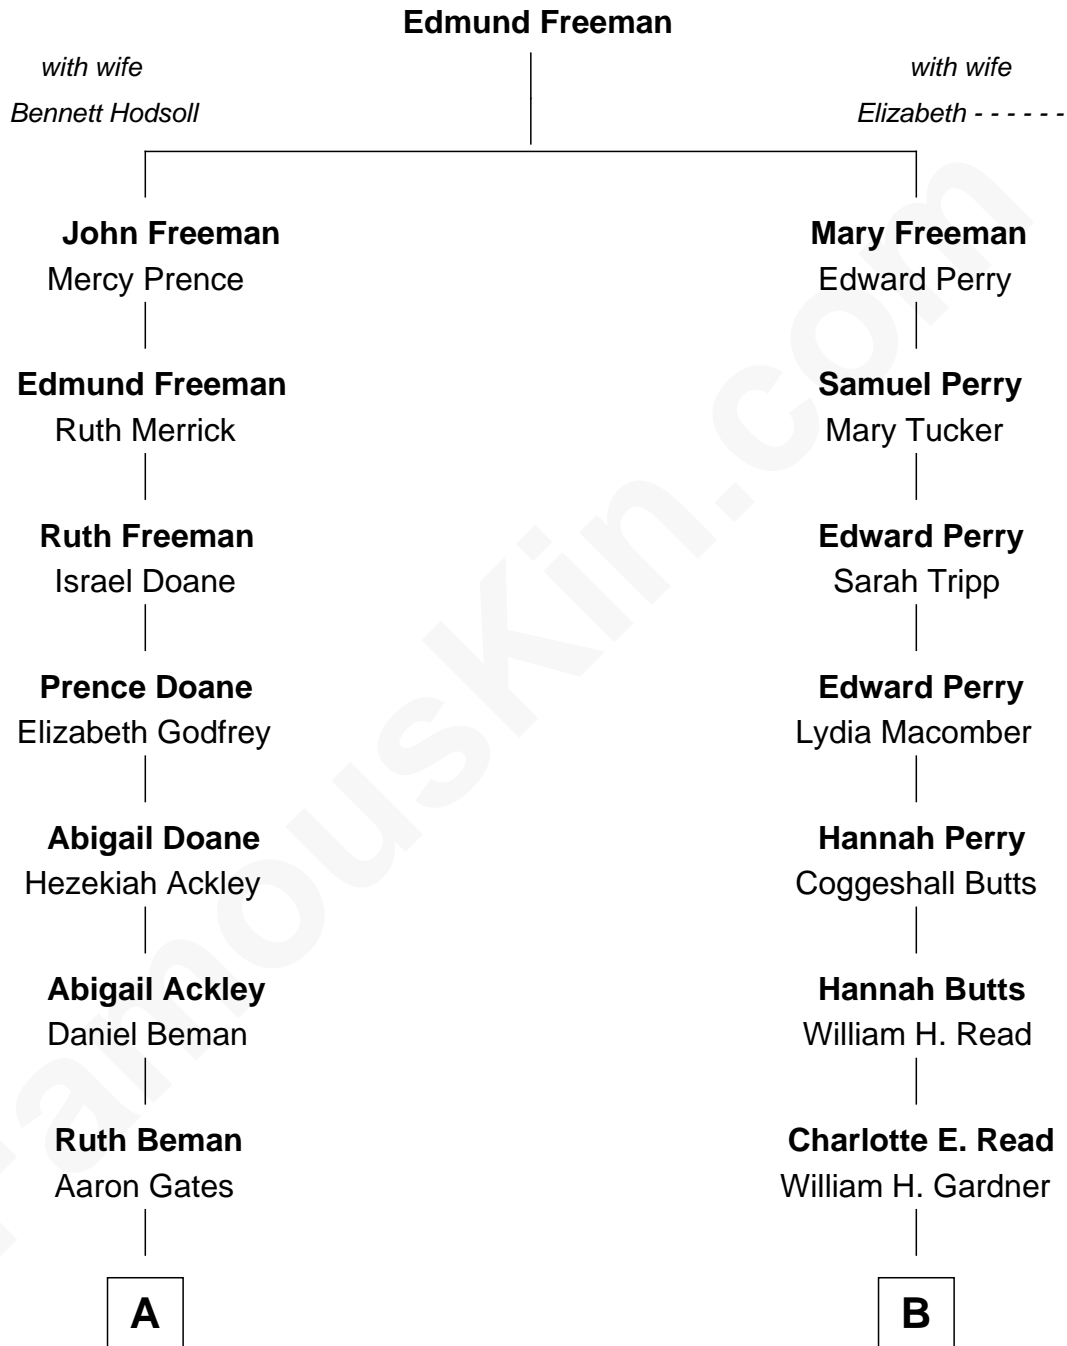 Edmund Freeman
with wife
Bennett Hodsoll
with wife
Elizabeth - - - - - -
John Freeman
Mercy Prence
Mary Freeman
Edward Perry
Edmund Freeman
Ruth Merrick
Samuel Perry
Mary Tucker
Ruth Freeman
Israel Doane
Edward Perry
Sarah Tripp
Prence Doane
Elizabeth Godfrey
Edward Perry
Lydia Macomber
Abigail Doane
Hezekiah Ackley
Hannah Perry
Coggeshall Butts
Abigail Ackley
Daniel Beman
Hannah Butts
William H. Read
Ruth Beman
Aaron Gates
Charlotte E. Read
William H. Gardner
A
B
FamousKin.com